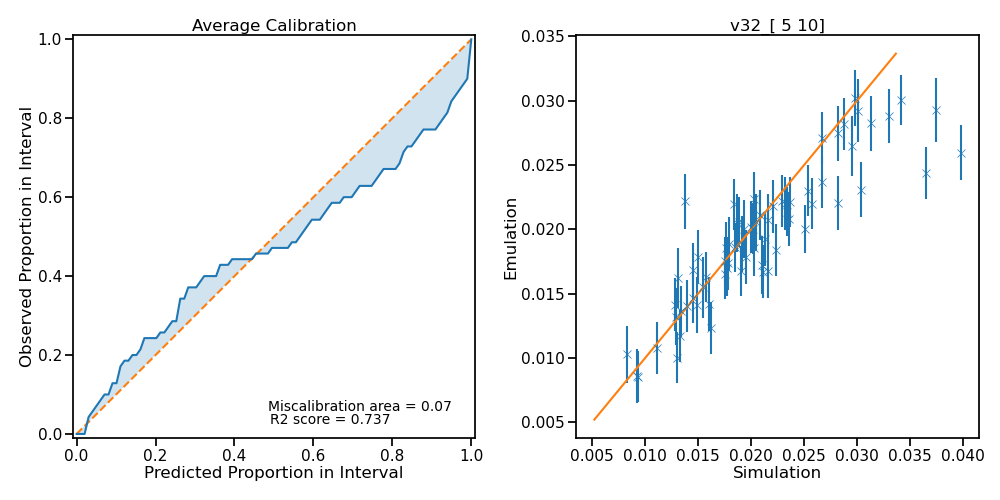 Average Calibration
1.0
0.8
0.6
0.4
0.2
0.0
Observed Proportion in Interval
Miscalibration area = 0.07
R2 score = 0.737
0.0 0.2 0.4 0.6 0.8 1.0
Predicted Proportion in Interval
v32 [ 5 10]
0.035
0.030
0.025
0.020
0.015
0.010
0.005
Emulation
0.005 0.010 0.015 0.020 0.025 0.030 0.035 0.040
Simulation